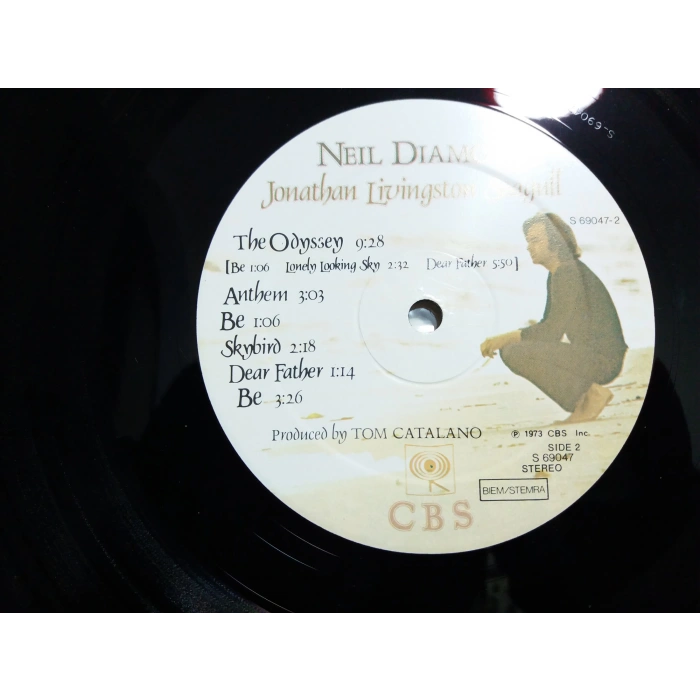 NEIL
Jonathan Livingston
S 69047-2
The Odyssey 9:28
[Be 1:06 Lonely Looking Sky 2:32 Dear Father 5:50]
Anthem 3:03
Be 1:06
Skybird 2:18
Dear Father 1:14
Be 3:26
Produced by TOM CATALANO
℗ 1973 CBS Inc.
SIDE 2
S 69047
STEREO
BIEM/STEMRA
CBS